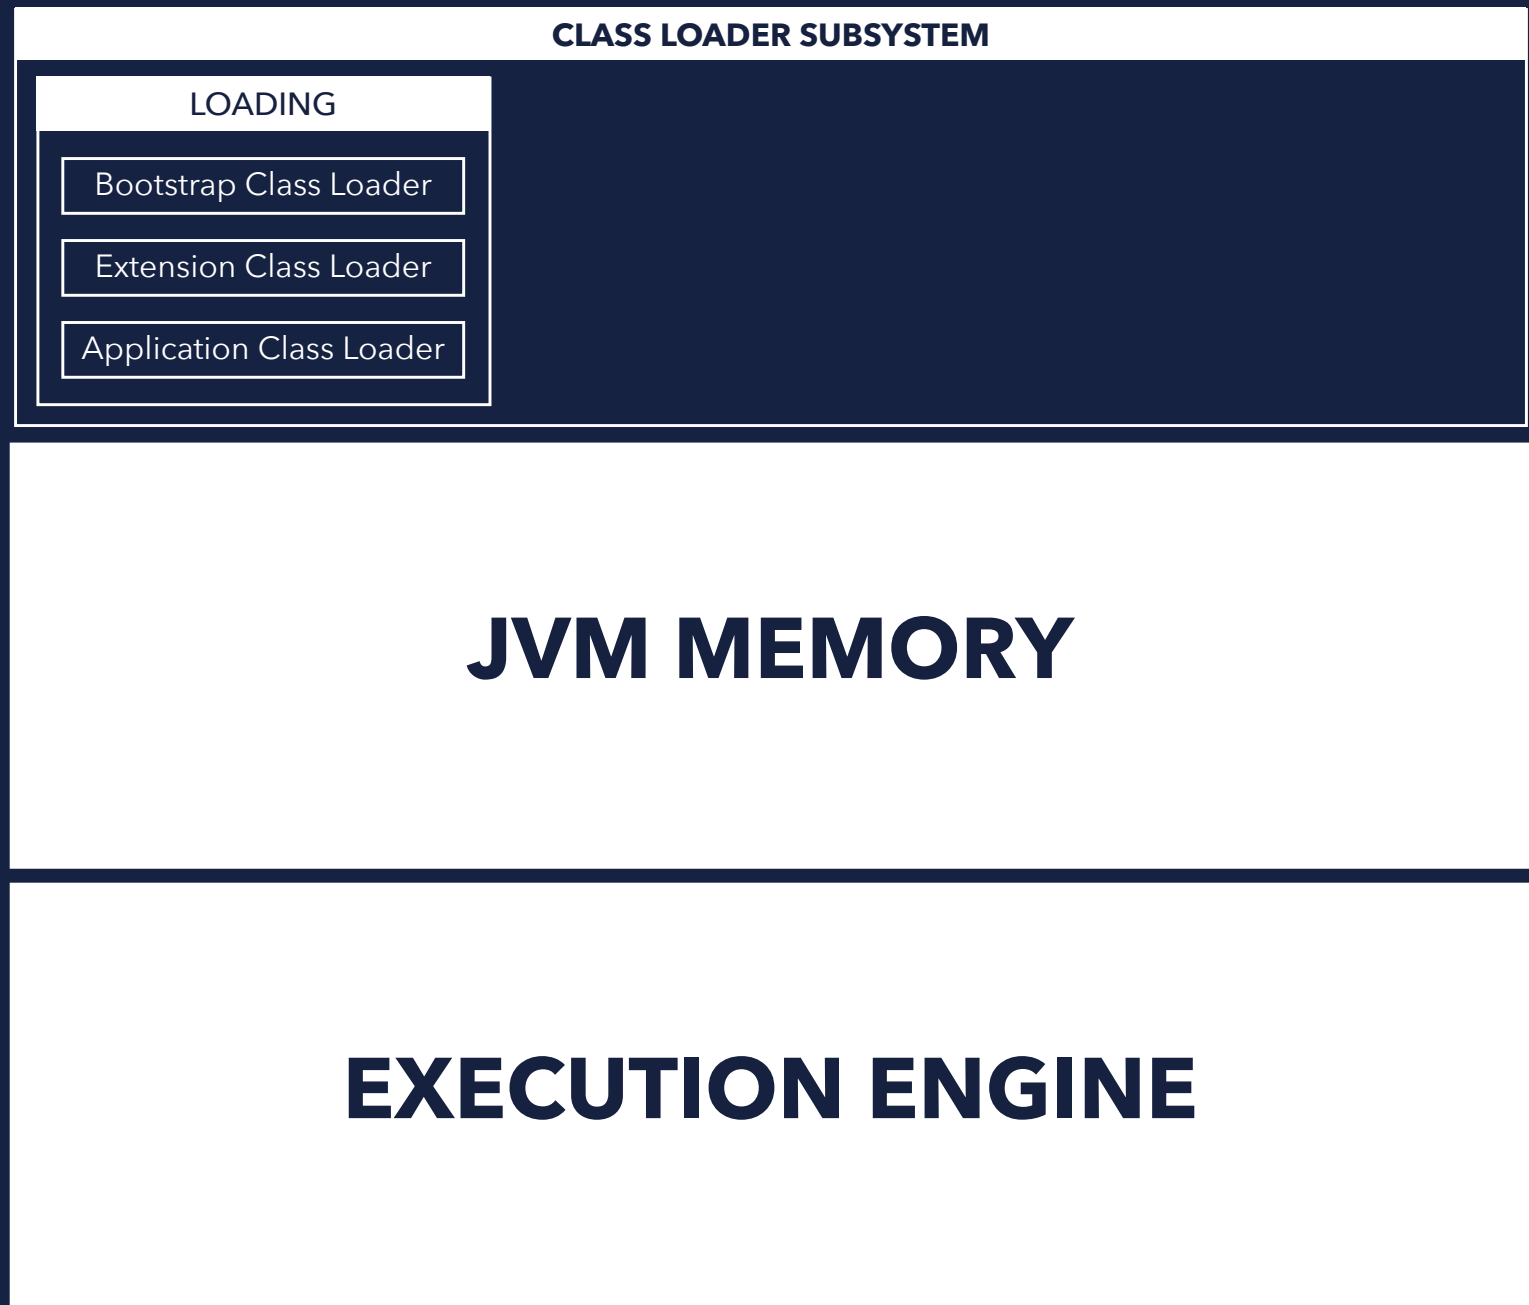 CLASS LOADER SUBSYSTEM
LOADING
Bootstrap Class Loader
Extension Class Loader
Application Class Loader
JVM MEMORY
EXECUTION ENGINE